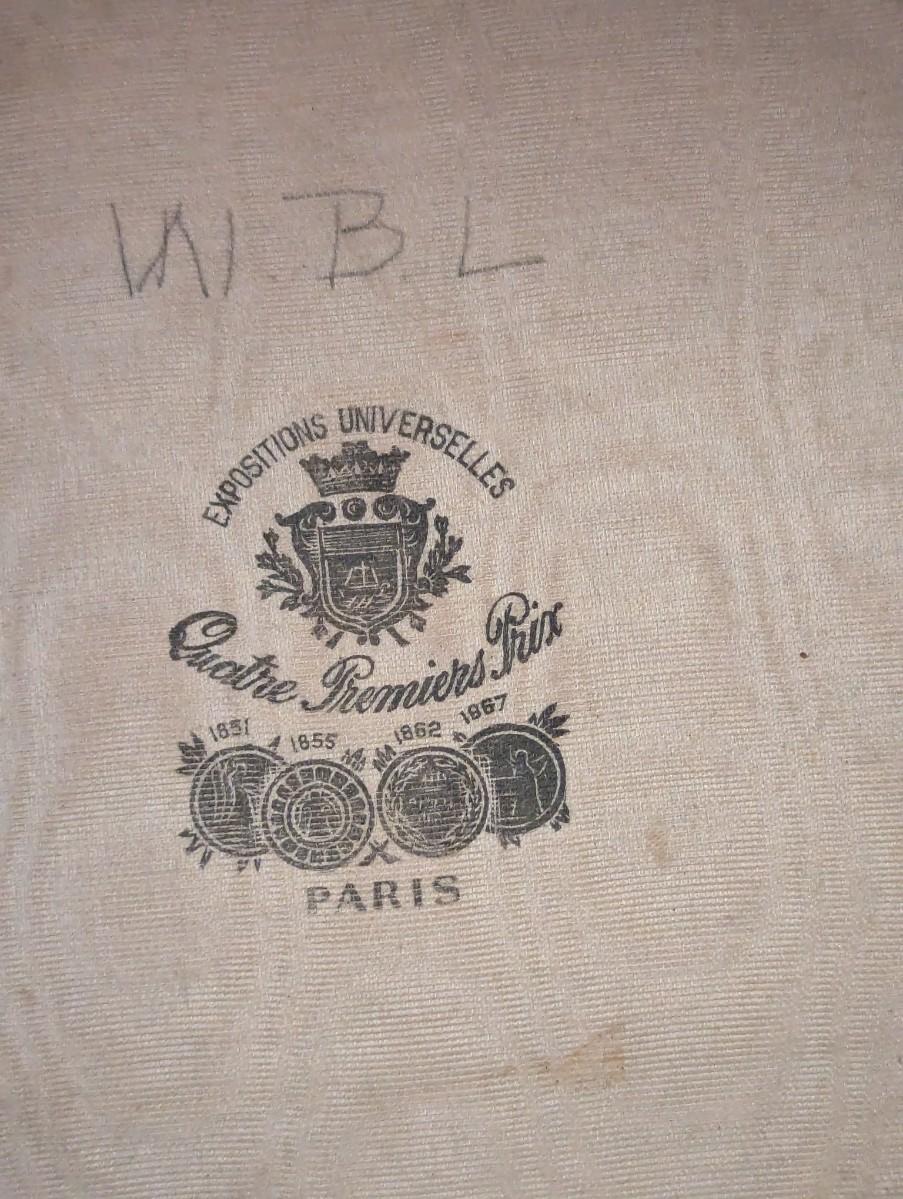 W. B. L
EXPOSITIONS UNIVERSELLES
Quatre Premiers Prix
1851 1855 1862 1867
PARIS